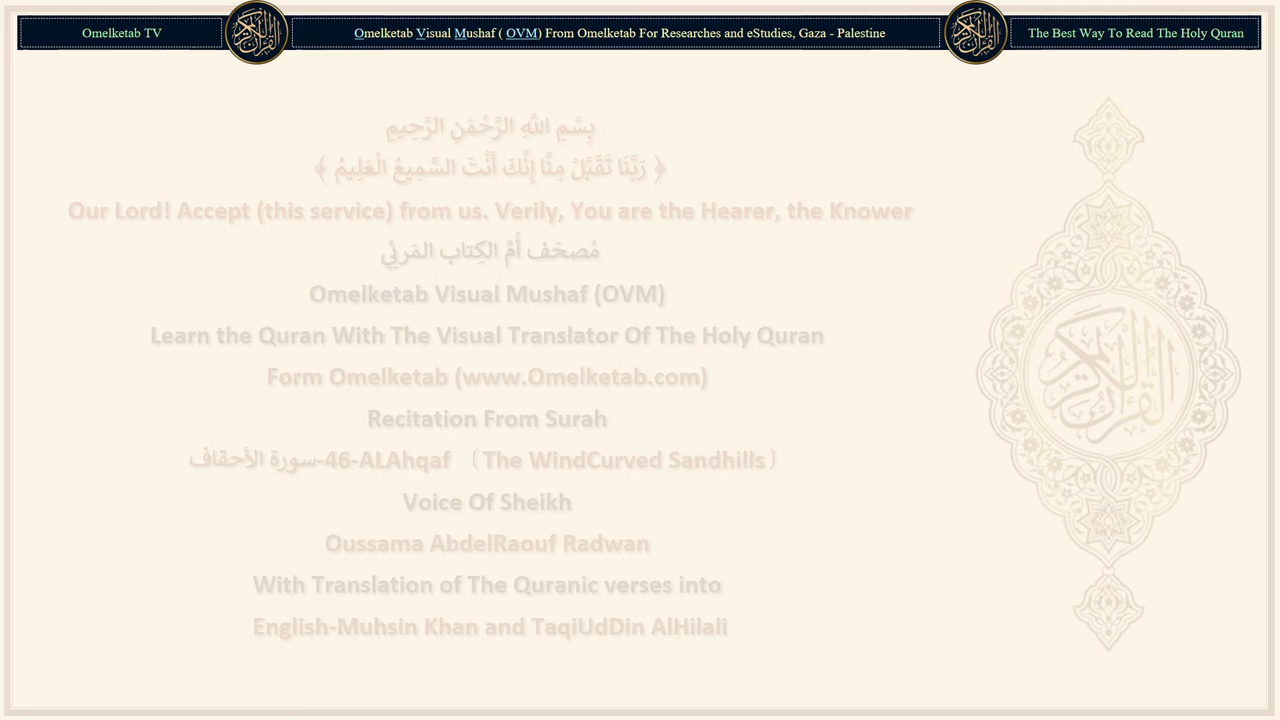 Omelketab TV
Omelketab Visual Mushaf ( OVM) From Omelketab For Researches and eStudies, Gaza - Palestine
The Best Way To Read The Holy Quran
بِسْمِ اللَّهِ الرَّحْمَنِ الرَّحِيمِ
﴿ رَبَّنَا تَقَبَّلْ مِنَّا إِنَّكَ أَنْتَ السَّمِيعُ الْعَلِيمُ ﴾
Our Lord! Accept (this service) from us. Verily, You are the Hearer, the Knower
مُصحَف أُمِّ الكِتاب المَرئِي
Omelketab Visual Mushaf (OVM)
Learn the Quran With The Visual Translator Of The Holy Quran
Form Omelketab (www.Omelketab.com)
Recitation From Surah
سورة الأحقاف-46-ALAhqaf （The WindCurved Sandhills）
Voice Of Sheikh
Oussama AbdelRaouf Radwan
With Translation of The Quranic verses into
English-Muhsin Khan and TaqiUdDin AlHilali
القرآن الكريم